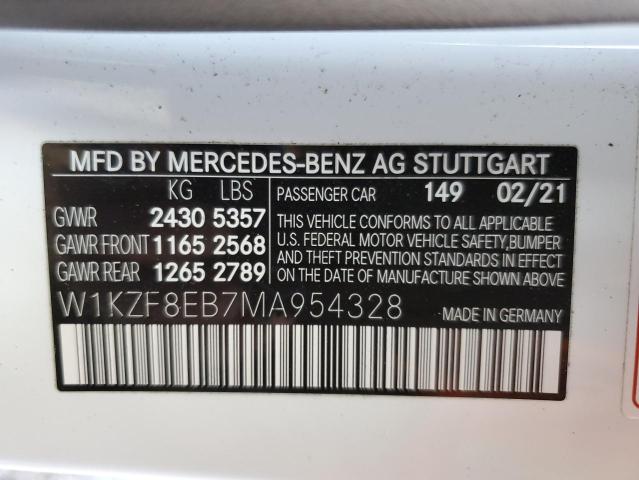 MFD BY MERCEDES-BENZ AG STUTTGART
KG LBS
GVWR 2430 5357
GAWR FRONT 1165 2568
GAWR REAR 1265 2789
PASSENGER CAR 149 02/21
THIS VEHICLE CONFORMS TO ALL APPLICABLE
U.S. FEDERAL MOTOR VEHICLE SAFETY,BUMPER
AND THEFT PREVENTION STANDARDS IN EFFECT
ON THE DATE OF MANUFACTURE SHOWN ABOVE.
W1KZF8EB7MA954328
MADE IN GERMANY